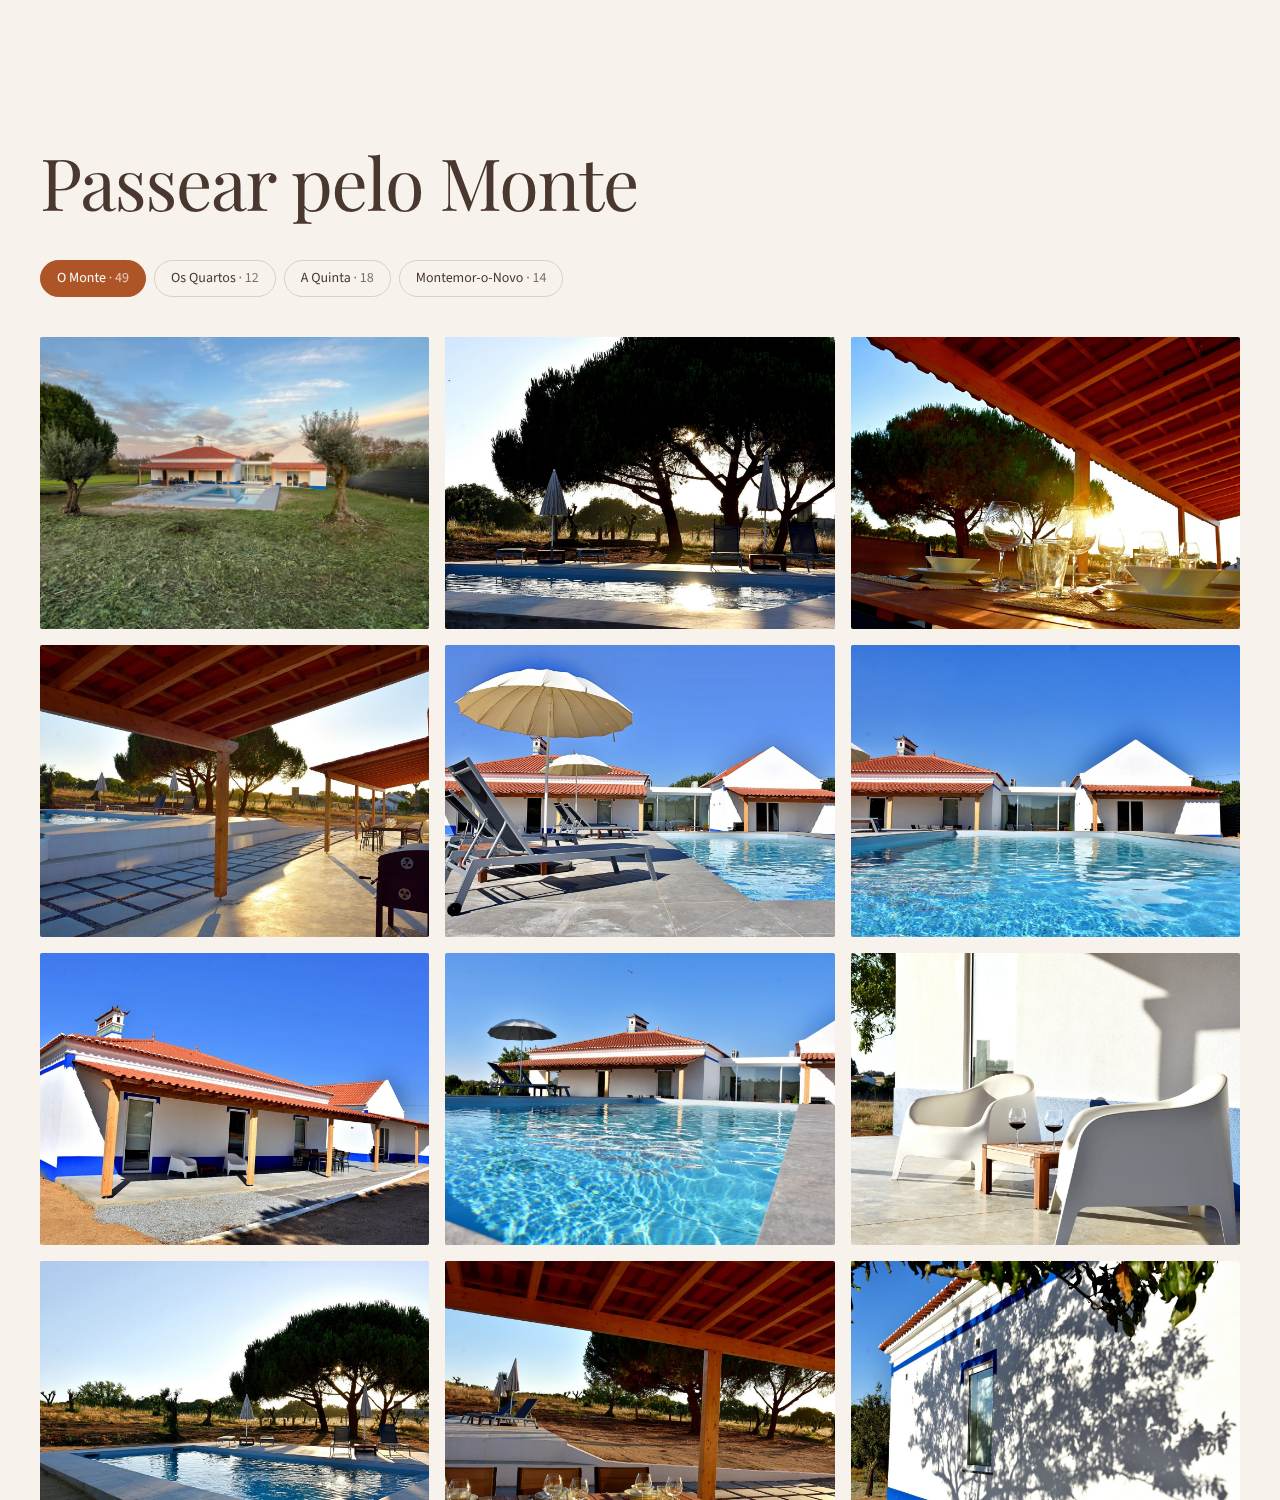 Passear pelo Monte
O Monte · 49
Os Quartos · 12
A Quinta · 18
Montemor-o-Novo · 14